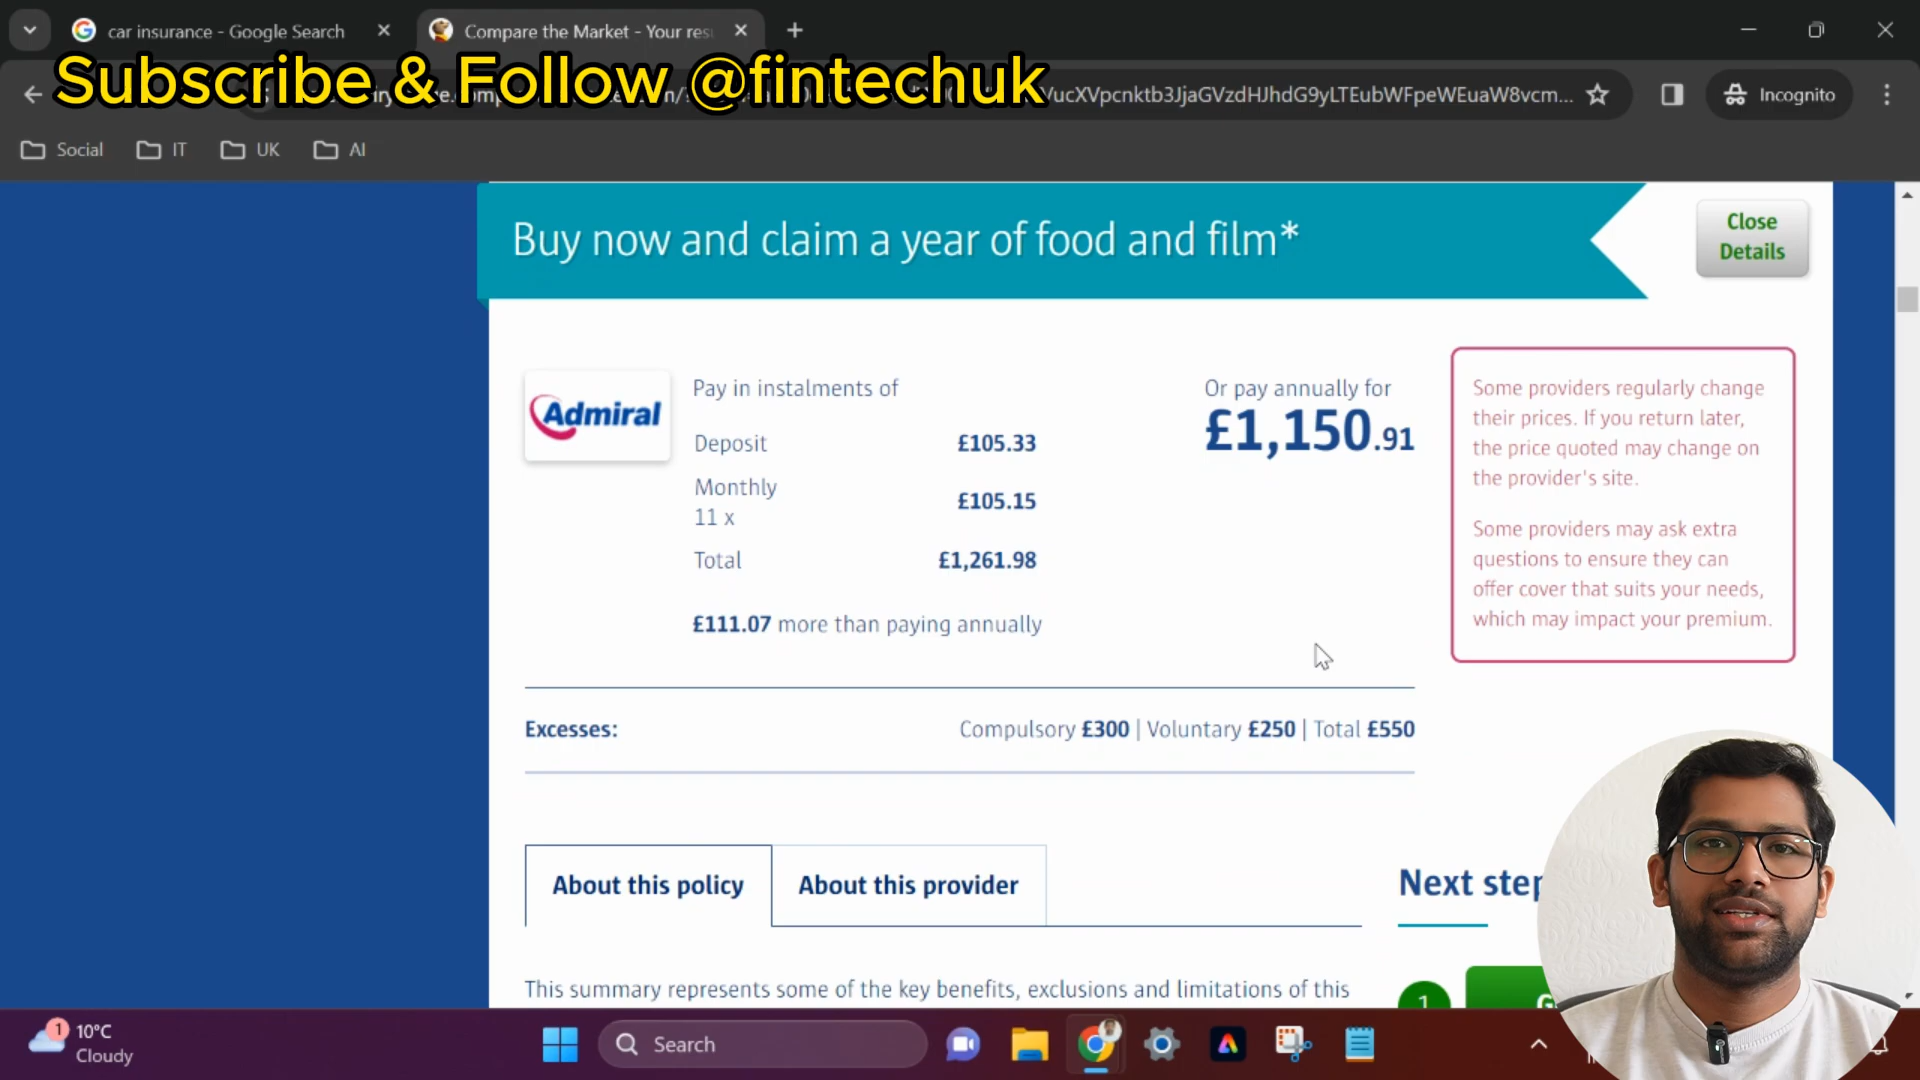 car insurance - Google Search
Compare the Market - Your res
Subscribe & Follow @fintechuk
VucXVpcnktb3JjaGVzdHJhdG9yLTEubWFpeWEuaW8vcm...
Incognito
Social
IT
UK
AI
Buy now and claim a year of food and film*
Close
Details
Admiral
Pay in instalments of
Deposit £105.33
Monthly
11 x £105.15
Total £1,261.98
£111.07 more than paying annually
Or pay annually for
£1,150.91
Some providers regularly change
their prices. If you return later,
the price quoted may change on
the provider's site.
Some providers may ask extra
questions to ensure they can
offer cover that suits your needs,
which may impact your premium.
Excesses: Compulsory £300 | Voluntary £250 | Total £550
About this policy
About this provider
Next step
This summary represents some of the key benefits, exclusions and limitations of this
1
G
1
10°C
Cloudy
Search